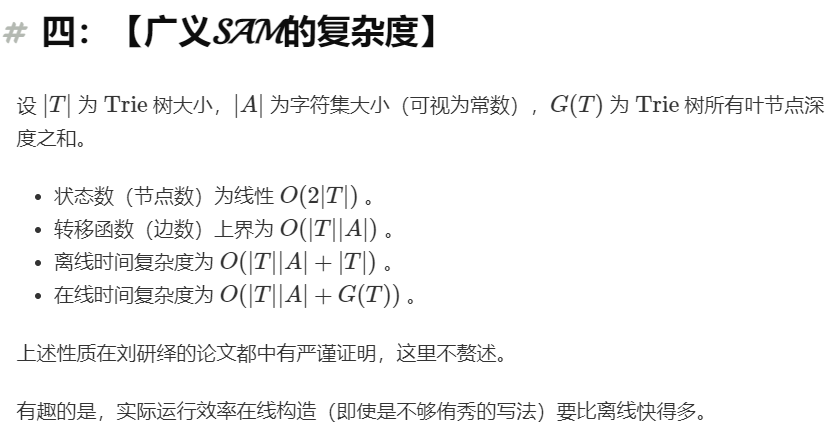 # 四：【广义SAM的复杂度】
设 |T| 为 Trie 树大小，|A| 为字符集大小（可视为常数），G(T) 为 Trie 树所有叶节点深
度之和。
• 状态数（节点数）为线性 O(2|T|) 。
• 转移函数（边数）上界为 O(|T||A|) 。
• 离线时间复杂度为 O(|T||A| + |T|) 。
• 在线时间复杂度为 O(|T||A| + G(T)) 。
上述性质在刘研绎的论文都中有严谨证明，这里不赘述。
有趣的是，实际运行效率在线构造（即使是不够侑秀的写法）要比离线快得多。